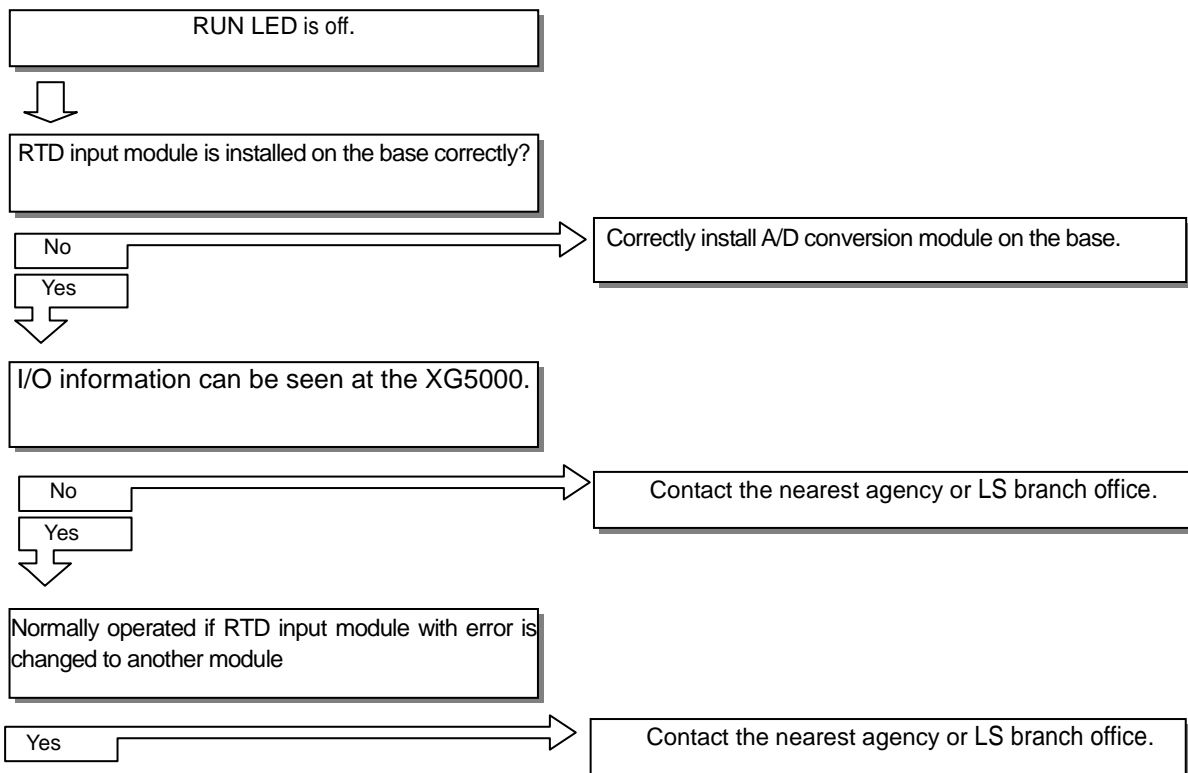 RUN LED is off.
RTD input module is installed on the base correctly?
No
Correctly install A/D conversion module on the base.
Yes
I/O information can be seen at the XG5000.
No
Contact the nearest agency or LS branch office.
Yes
Normally operated if RTD input module with error is
changed to another module
Yes
Contact the nearest agency or LS branch office.